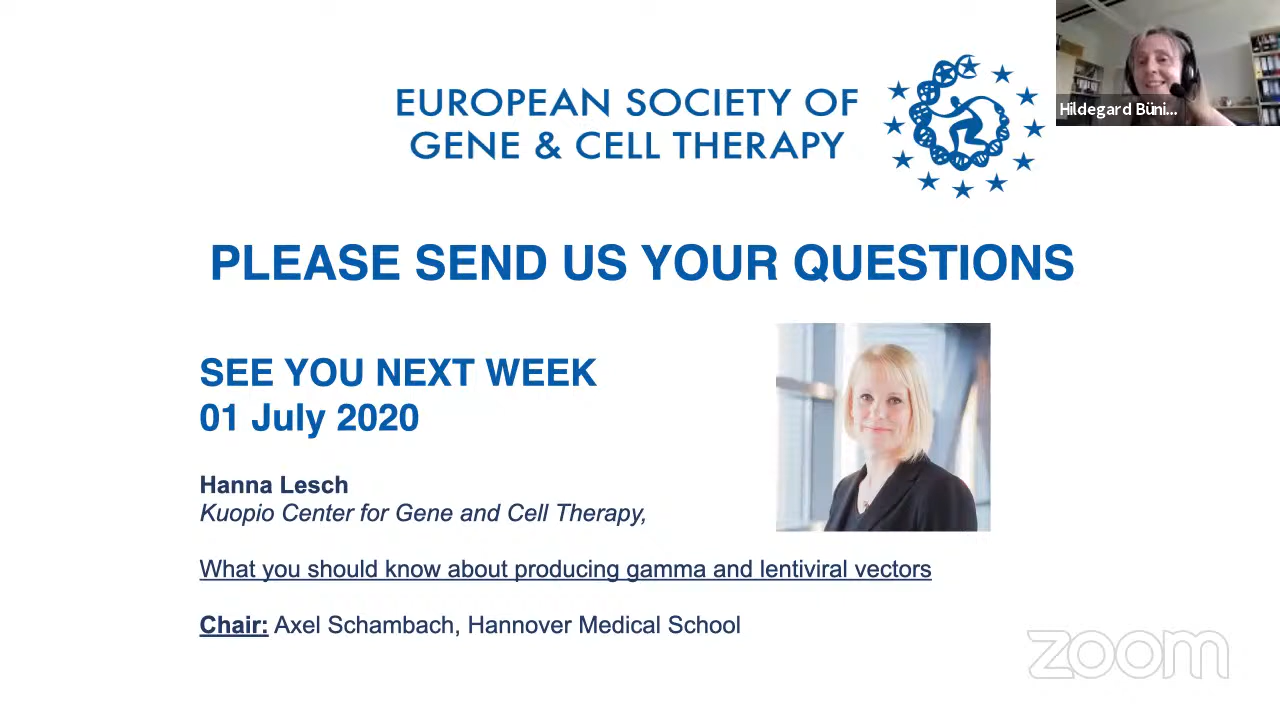 EUROPEAN SOCIETY OF
GENE & CELL THERAPY
Hildegard Büni...
PLEASE SEND US YOUR QUESTIONS
SEE YOU NEXT WEEK
01 July 2020
Hanna Lesch
Kuopio Center for Gene and Cell Therapy,
What you should know about producing gamma and lentiviral vectors
Chair: Axel Schambach, Hannover Medical School
zoom